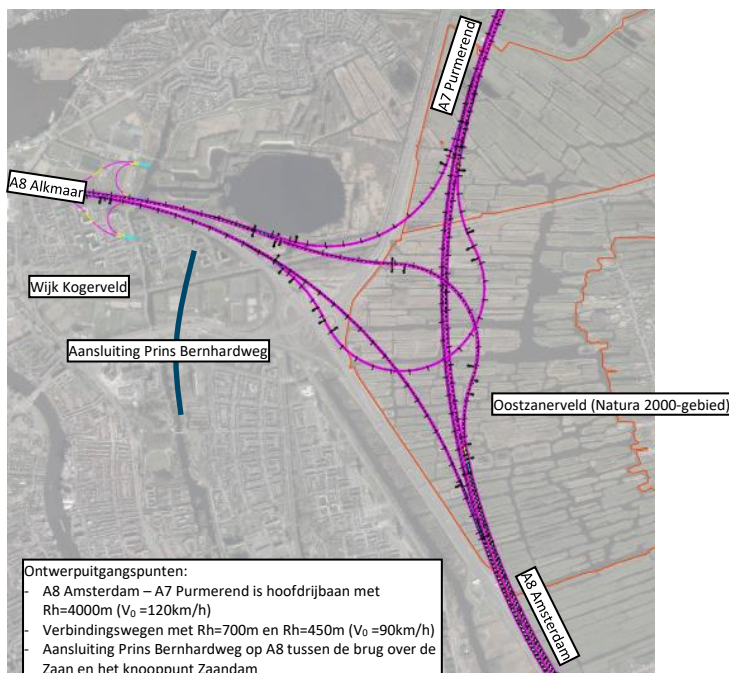 A7 Purmerend
A8 Alkmaar
Wijk Kogerveld
Aansluiting Prins Bernhardweg
Oostzanerveld (Natura 2000-gebied)
A8 Amsterdam
Ontwerpuitgangspunten:
- A8 Amsterdam – A7 Purmerend is hoofdrijbaan met
Rh=4000m (V₀ =120km/h)
- Verbindingswegen met Rh=700m en Rh=450m (V₀ =90km/h)
- Aansluiting Prins Bernhardweg op A8 tussen de brug over de
Zaan en het knooppunt Zaandam